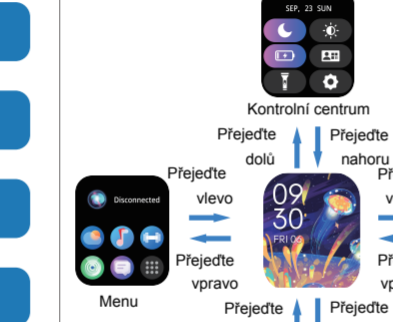 SEP, 23 SUN
Kontrolní centrum
Přejeďte
dolů
Přejeďte
nahoru
Přejeďte
vlevo
Disconnected
Přejeďte
vpravo
Menu
09
30
FRI 06
Přejeďte
Přejeďte